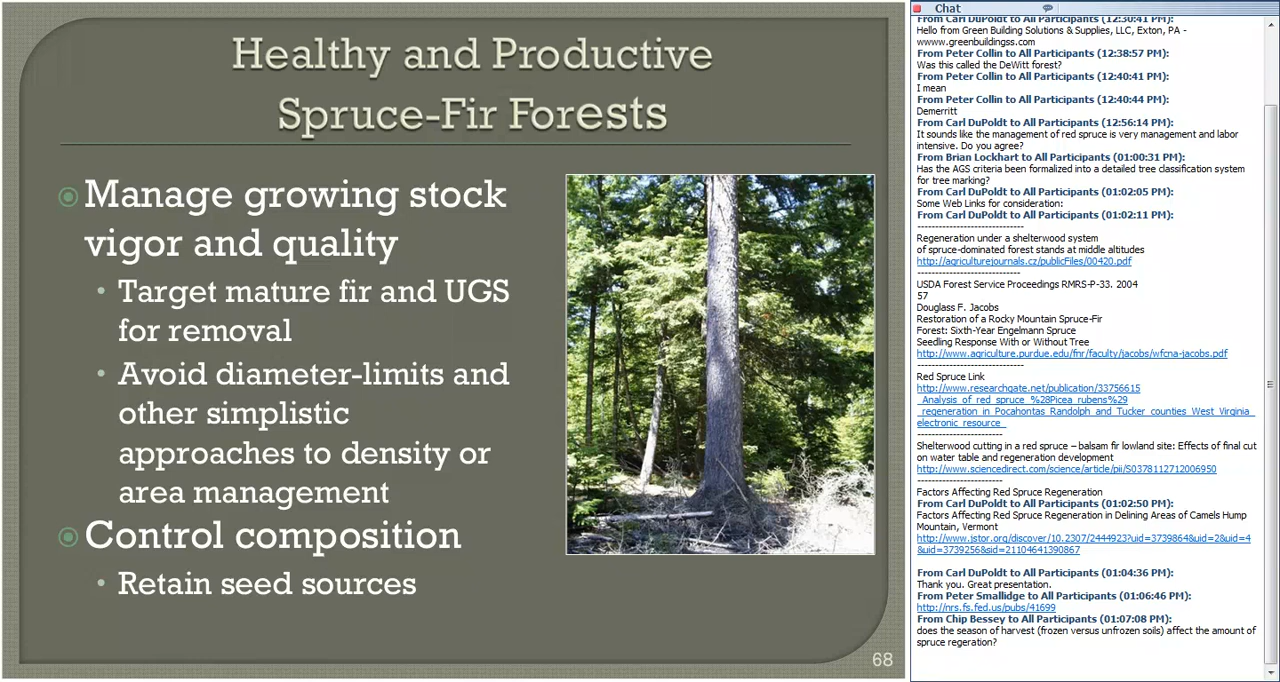 Healthy and Productive
Spruce-Fir Forests
Manage growing stock
vigor and quality
Target mature fir and UGS
for removal
Avoid diameter-limits and
other simplistic
approaches to density or
area management
Control composition
Retain seed sources
68
Chat
From Carl DuPoldt to All Participants (12:30:41 PM):
Hello from Green Building Solutions & Supplies, LLC, Exton, PA -
wwww.greenbuildingss.com
From Peter Collin to All Participants (12:38:57 PM):
Was this called the DeWitt forest?
From Peter Collin to All Participants (12:40:41 PM):
I mean
From Peter Collin to All Participants (12:40:44 PM):
Demerritt
From Carl DuPoldt to All Participants (12:56:14 PM):
It sounds like the management of red spruce is very management and labor
intensive. Do you agree?
From Brian Lockhart to All Participants (01:00:31 PM):
Has the AGS criteria been formalized into a detailed tree classification system
for tree marking?
From Carl DuPoldt to All Participants (01:02:05 PM):
Some Web Links for consideration:
From Carl DuPoldt to All Participants (01:02:11 PM):
----------------------------
Regeneration under a shelterwood system
of spruce-dominated forest stands at middle altitudes
http://agriculturejournals.cz/publicFiles/00420.pdf
---------------------------
USDA Forest Service Proceedings RMRS-P-33. 2004
57
Douglass F. Jacobs
Restoration of a Rocky Mountain Spruce-Fir
Forest: Sixth-Year Engelmann Spruce
Seedling Response With or Without Tree
http://www.agriculture.purdue.edu/fnr/faculty/jacobs/wfcna-jacobs.pdf
----------------------------
Red Spruce Link
http://www.researchgate.net/publication/33756615
_Analysis_of_red_spruce_%28Picea_rubens%29
_regeneration_in_Pocahontas_Randolph_and_Tucker_counties_West_Virginia_
electronic_resource_
-----------------------
Shelterwood cutting in a red spruce – balsam fir lowland site: Effects of final cut
on water table and regeneration development
http://www.sciencedirect.com/science/article/pii/S0378112712006950
-----------------------
Factors Affecting Red Spruce Regeneration
From Carl DuPoldt to All Participants (01:02:50 PM):
Factors Affecting Red Spruce Regeneration in Delining Areas of Camels Hump
Mountain, Vermont
http://www.jstor.org/discover/10.2307/2444923?uid=3739864&uid=2&uid=4
&uid=3739256&sid=21104641390867
From Carl DuPoldt to All Participants (01:04:36 PM):
Thank you. Great presentation.
From Peter Smallidge to All Participants (01:06:46 PM):
http://nrs.fs.fed.us/pubs/41699
From Chip Bessey to All Participants (01:07:08 PM):
does the season of harvest (frozen versus unfrozen soils) affect the amount of
spruce regeration?